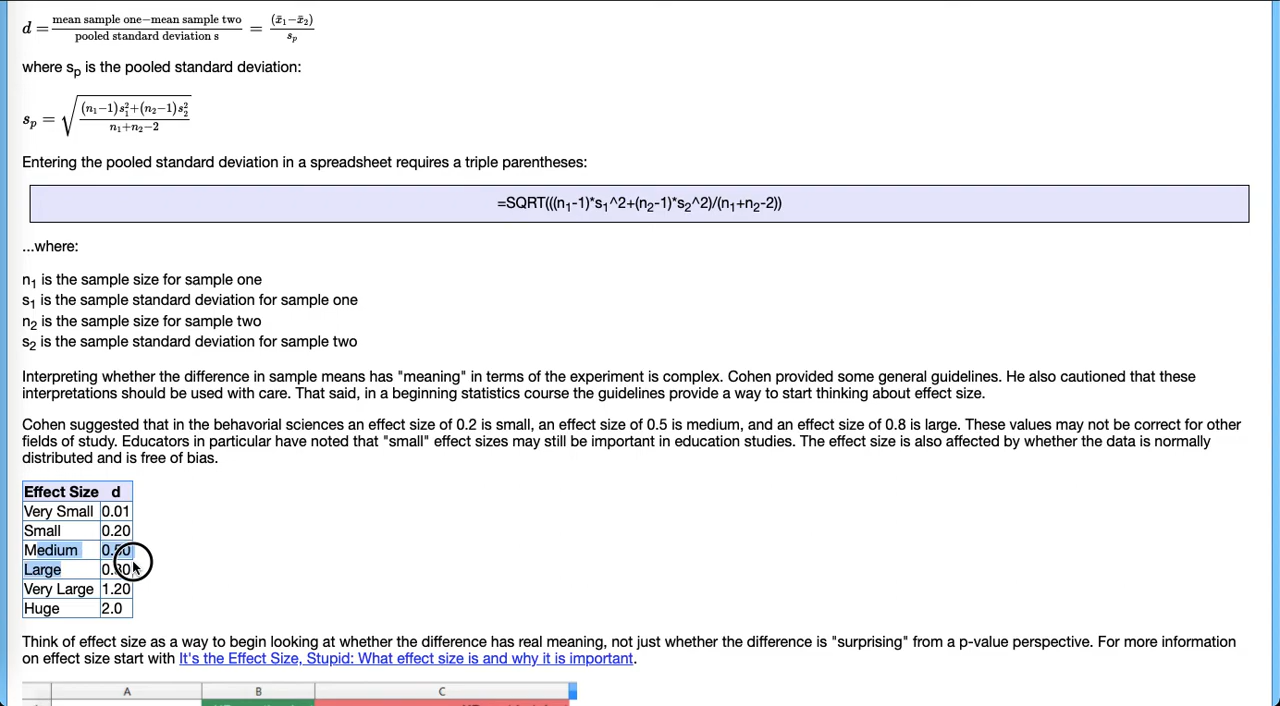 d = mean sample one−mean sample two / pooled standard deviation s = (x̄₁−x̄₂) / sₚ
where sₚ is the pooled standard deviation:
sₚ = √((n₁−1)s₁²+(n₂−1)s₂² / n₁+n₂−2)
Entering the pooled standard deviation in a spreadsheet requires a triple parentheses:
=SQRT(((n₁-1)*s₁^2+(n₂-1)*s₂^2)/(n₁+n₂-2))
...where:
n₁ is the sample size for sample one
s₁ is the sample standard deviation for sample one
n₂ is the sample size for sample two
s₂ is the sample standard deviation for sample two
Interpreting whether the difference in sample means has "meaning" in terms of the experiment is complex. Cohen provided some general guidelines. He also cautioned that these
interpretations should be used with care. That said, in a beginning statistics course the guidelines provide a way to start thinking about effect size.
Cohen suggested that in the behavorial sciences an effect size of 0.2 is small, an effect size of 0.5 is medium, and an effect size of 0.8 is large. These values may not be correct for other
fields of study. Educators in particular have noted that "small" effect sizes may still be important in education studies. The effect size is also affected by whether the data is normally
distributed and is free of bias.
Effect Size d
Very Small 0.01
Small 0.20
Medium 0.50
Large 0.80
Very Large 1.20
Huge 2.0
Think of effect size as a way to begin looking at whether the difference has real meaning, not just whether the difference is "surprising" from a p-value perspective. For more information
on effect size start with It's the Effect Size, Stupid: What effect size is and why it is important.
A B C